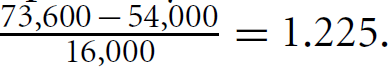 73,600 – 54,000
16,000
= 1.225.